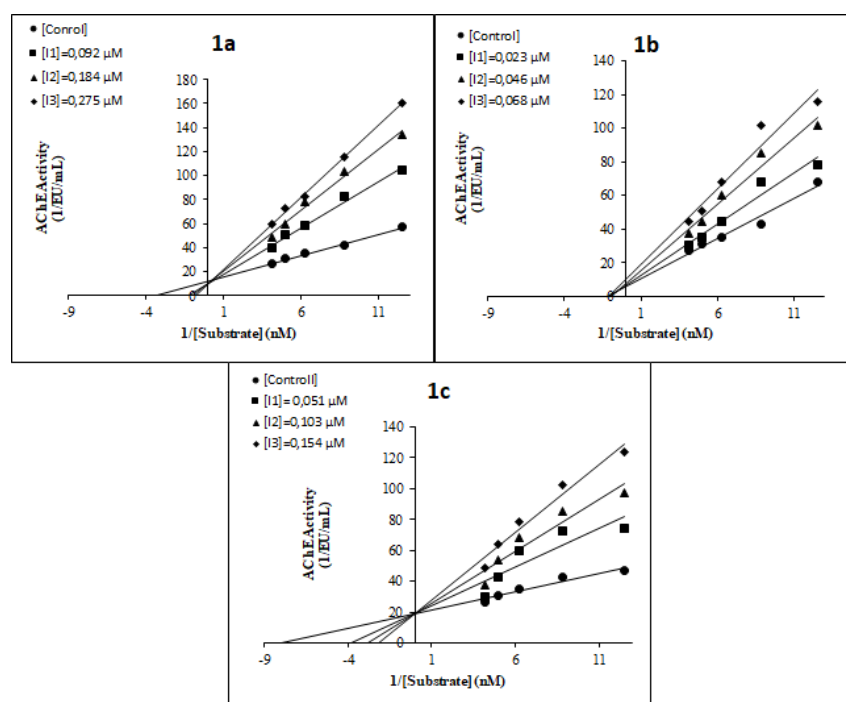 1a
[Conrol]
[I1]=0,092 µM
[I2]=0,184 µM
[I3]=0,275 µM
AChE Activity
(1/EU/mL)
180
160
140
120
100
80
60
40
20
0
-9 -4 1 6 11
1/[Substrate] (nM)
1b
[Control]
[I1]=0,023 µM
[I2]=0,046 µM
[I3]=0,068 µM
AChE Activity
(1/EU/mL)
140
120
100
80
60
40
20
0
-9 -4 1 6 11
1/[Substrate] (nM)
1c
[Controll]
[I1]= 0,051 µM
[I2]=0,103 µM
[I3]=0,154 µM
AChE Activity
(1/EU/mL)
140
120
100
80
60
40
20
0
-9 -4 1 6 11
1/[Substrate] (nM)